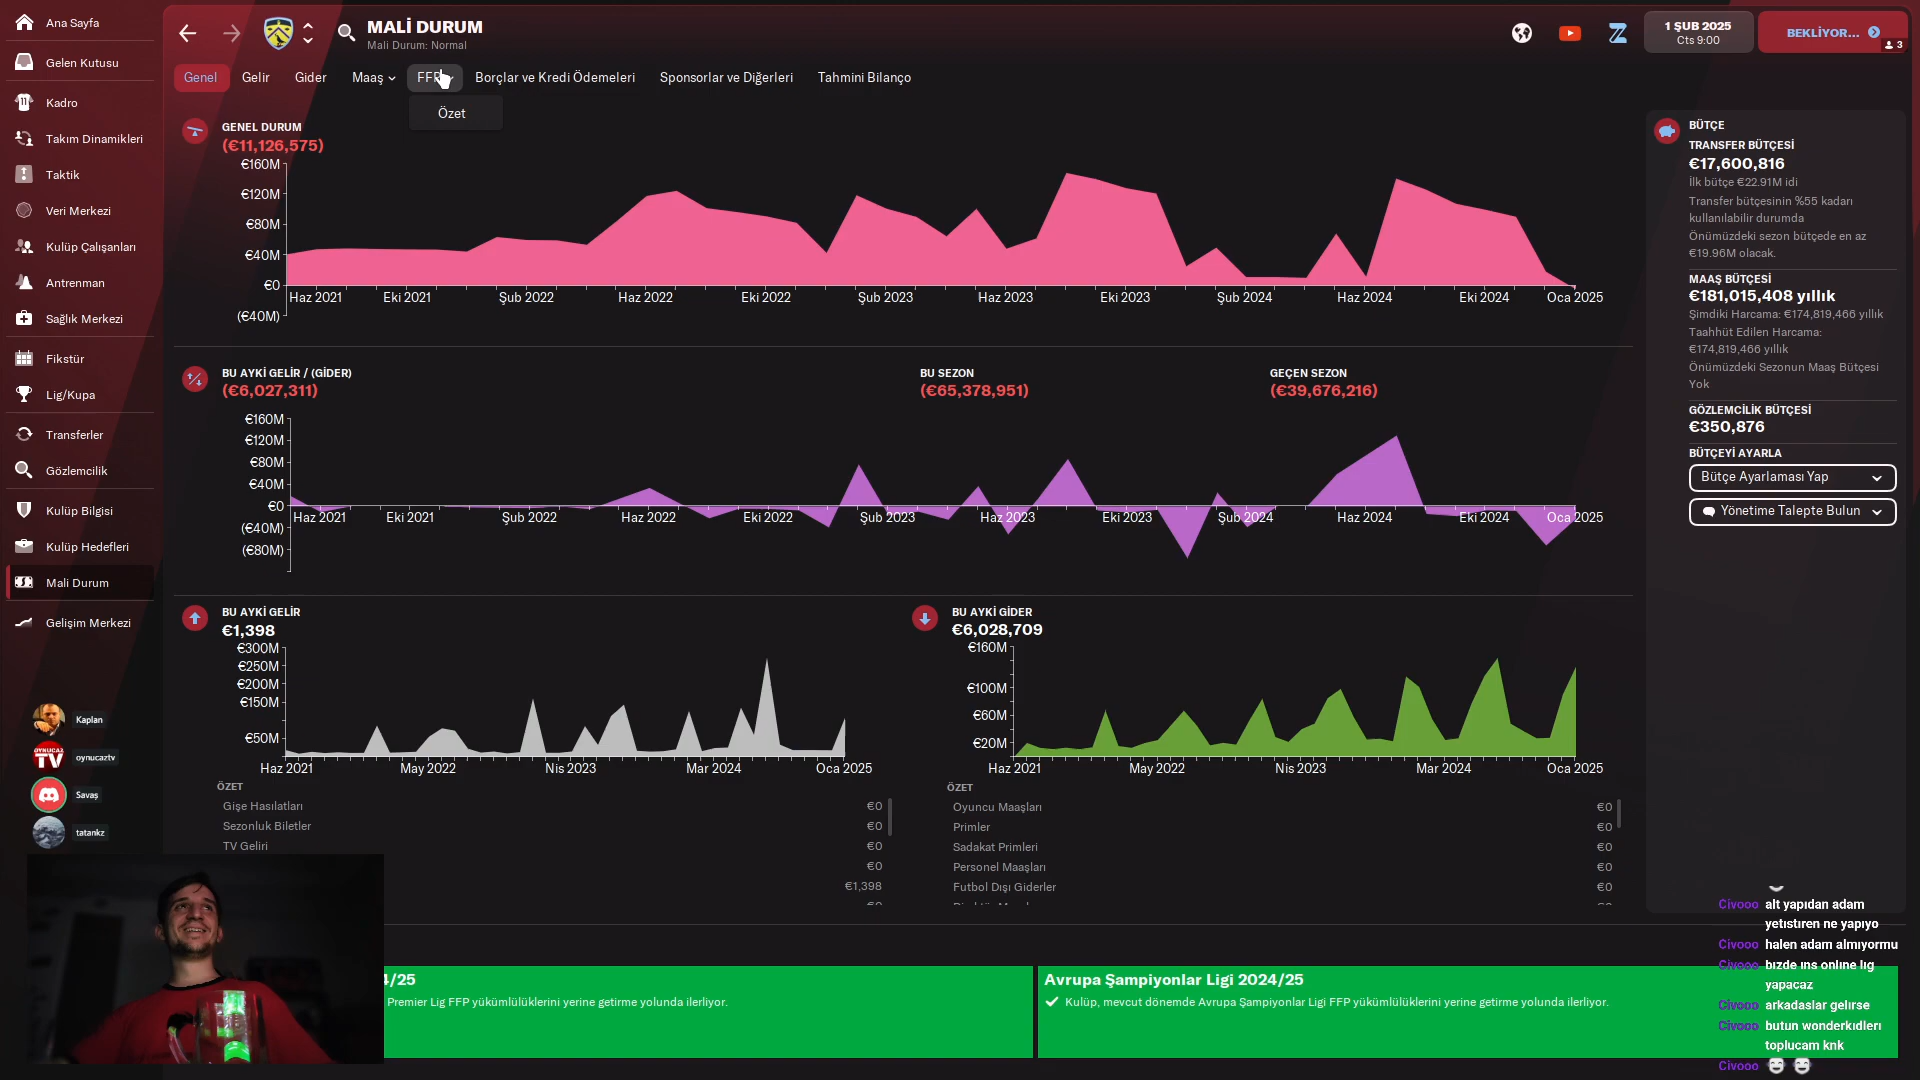 Ana Sayfa
Gelen Kutusu
Kadro
Takım Dinamikleri
Taktik
Veri Merkezi
Kulüp Çalışanları
Antrenman
Sağlık Merkezi
Fikstür
Lig/Kupa
Transferler
Gözlemcilik
Kulüp Bilgisi
Kulüp Hedefleri
Mali Durum
Gelişim Merkezi
Kaplan
OYNUCAZ TV
oynucaztv
Savaş
tatankz
MALİ DURUM
Mali Durum: Normal
1 ŞUB 2025
Cts 9:00
BEKLİYOR...
3
Genel
Gelir
Gider
Maaş
FFP
Borçlar ve Kredi Ödemeleri
Sponsorlar ve Diğerleri
Tahmini Bilanço
Özet
GENEL DURUM
(€11,126,575)
€160M
€120M
€80M
€40M
€0
(€40M)
Haz 2021
Eki 2021
Şub 2022
Haz 2022
Eki 2022
Şub 2023
Haz 2023
Eki 2023
Şub 2024
Haz 2024
Eki 2024
Oca 2025
BU AYKİ GELİR / (GİDER)
(€6,027,311)
BU SEZON
(€65,378,951)
GEÇEN SEZON
(€39,676,216)
€160M
€120M
€80M
€40M
€0
(€40M)
(€80M)
Haz 2021
Eki 2021
Şub 2022
Haz 2022
Eki 2022
Şub 2023
Haz 2023
Eki 2023
Şub 2024
Haz 2024
Eki 2024
Oca 2025
BU AYKİ GELİR
€1,398
€300M
€250M
€200M
€150M
€50M
Haz 2021
May 2022
Nis 2023
Mar 2024
Oca 2025
ÖZET
Gişe Hasılatları €0
Sezonluk Biletler €0
TV Geliri €0
€0
€1,398
BU AYKİ GİDER
€6,028,709
€160M
€100M
€60M
€20M
Haz 2021
May 2022
Nis 2023
Mar 2024
Oca 2025
ÖZET
Oyuncu Maaşları €0
Primler €0
Sadakat Primleri €0
Personel Maaşları €0
Futbol Dışı Giderler €0
BÜTÇE
TRANSFER BÜTÇESİ
€17,600,816
İlk bütçe €22.91M idi
Transfer bütçesinin %55 kadarı
kullanılabilir durumda
Önümüzdeki sezon bütçede en az
€19.96M olacak.
MAAŞ BÜTÇESİ
€181,015,408 yıllık
Şimdiki Harcama: €174,819,466 yıllık
Taahhüt Edilen Harcama:
€174,819,466 yıllık
Önümüzdeki Sezonun Maaş Bütçesi
Yok
GÖZLEMCİLİK BÜTÇESİ
€350,876
BÜTÇEYİ AYARLA
Bütçe Ayarlaması Yap
Yönetime Talepte Bulun
4/25
Premier Lig FFP yükümlülüklerini yerine getirme yolunda ilerliyor.
Avrupa Şampiyonlar Ligi 2024/25
Kulüp, mevcut dönemde Avrupa Şampiyonlar Ligi FFP yükümlülüklerini yerine getirme yolunda ilerliyor.
Civooo alt yapıdan adam
yetıstıren ne yapıyo
Civooo halen adam almıyormu
Civooo bızde ıns onlıne lıg
yapacaz
Civooo arkadaslar gelırse
Civooo butun wonderkıdlerı
toplucam knk
Civooo